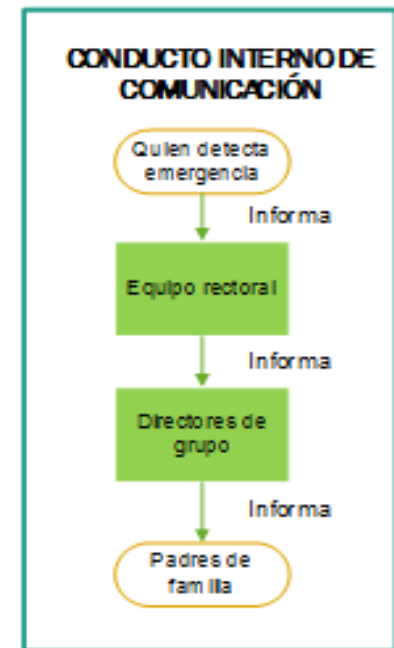 CONDUCTO INTERNO DE
COMUNICACIÓN
Quien detecta
emergencia
Informa
Equipo rectoral
Informa
Directores de
grupo
Informa
Padres de
familia